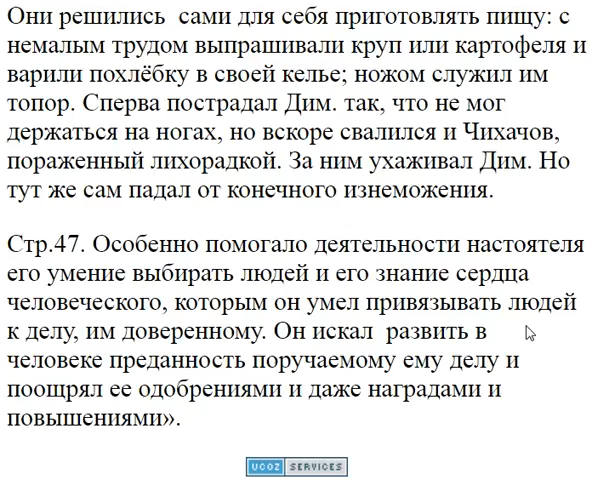 Они решились  сами для себя приготовлять пищу: с
немалым трудом выпрашивали круп или картофеля и
варили похлёбку в своей келье; ножом служил им
топор. Сперва пострадал Дим. так, что не мог
держаться на ногах, но вскоре свалился и Чихачов,
пораженный лихорадкой. За ним ухаживал Дим. Но
тут же сам падал от конечного изнеможения.
Стр.47. Особенно помогало деятельности настоятеля
его умение выбирать людей и его знание сердца
человеческого, которым он умел привязывать людей
к делу, им доверенному. Он искал  развить в
человеке преданность поручаемому ему делу и
поощрял ее одобрениями и даже наградами и
повышениями».
UCOZ SERVICES